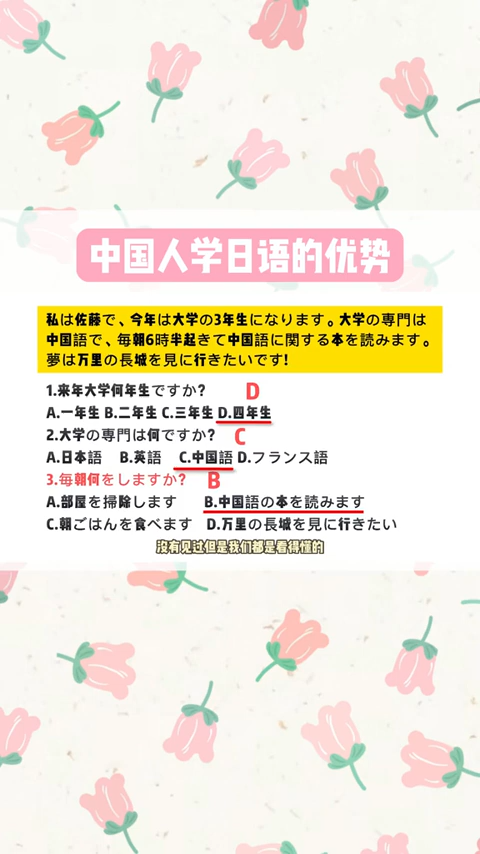 中国人学日语的优势
私は佐藤で、今年は大学の3年生になります。大学の専門は
中国語で、毎朝6時半起きて中国語に関する本を読みます。
夢は万里の長城を見に行きたいです!
1.来年大学何年生ですか? D
A.一年生 B.二年生 C.三年生 D.四年生
2.大学の専門は何ですか? C
A.日本語 B.英語 C.中国語 D.フランス語
3.毎朝何をしますか? B
A.部屋を掃除します B.中国語の本を読みます
C.朝ごはんを食べます D.万里の長城を見に行きたい
没有见过但是我们都是看得懂的